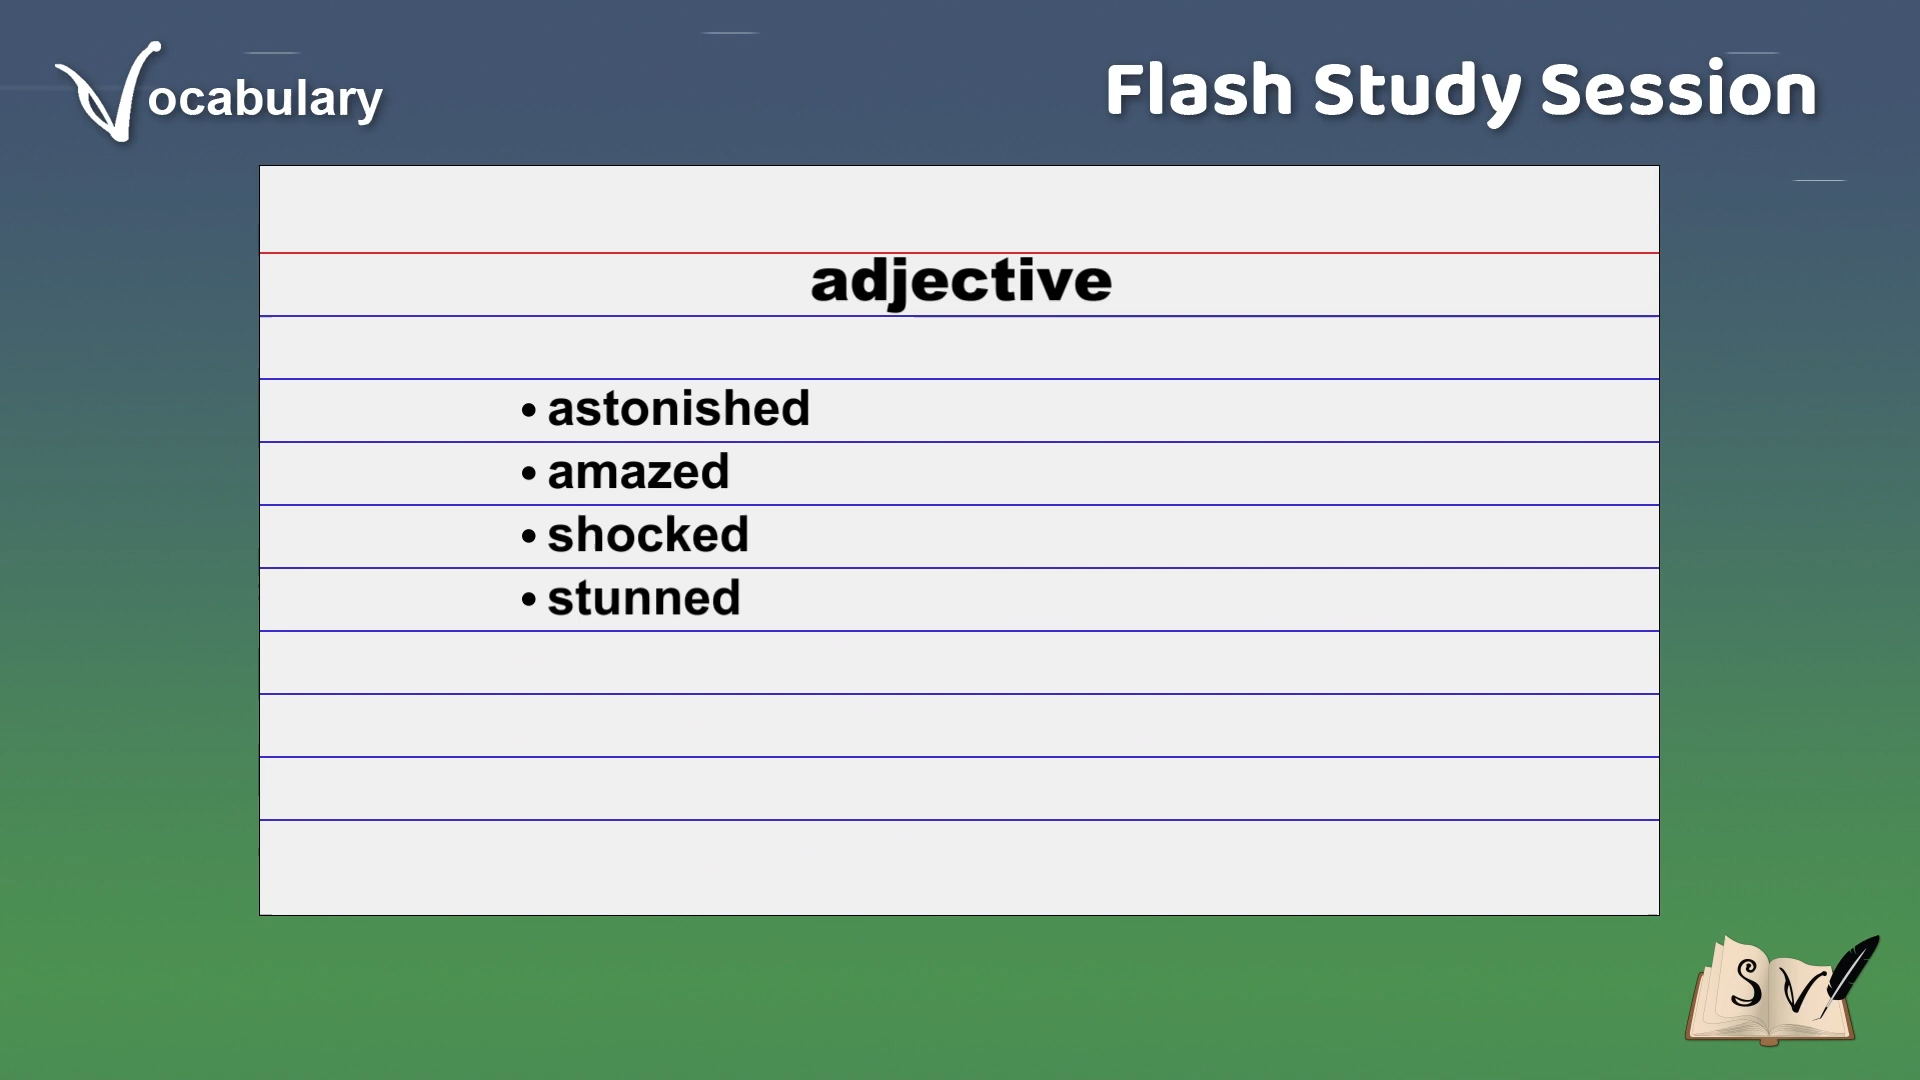 Vocabulary
Flash Study Session
adjective
• astonished
• amazed
• shocked
• stunned
SV